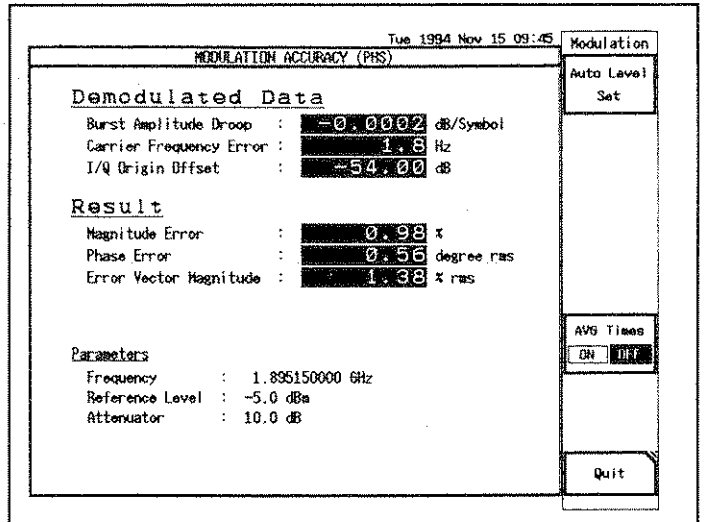 Tue 1994 Nov 15 09:45
MODULATION ACCURACY (PHS)
Demodulated Data
Burst Amplitude Droop : -0.0002 dB/Symbol
Carrier Frequency Error : 1.8 Hz
I/Q Origin Offset : -54.00 dB
Result
Magnitude Error : 0.98 %
Phase Error : 0.56 degree rms
Error Vector Magnitude : 1.38 % rms
Parameters
Frequency : 1.895150000 GHz
Reference Level : -5.0 dBm
Attenuator : 10.0 dB
Modulation
Auto Level
Set
AVG Times
ON OFF
Quit